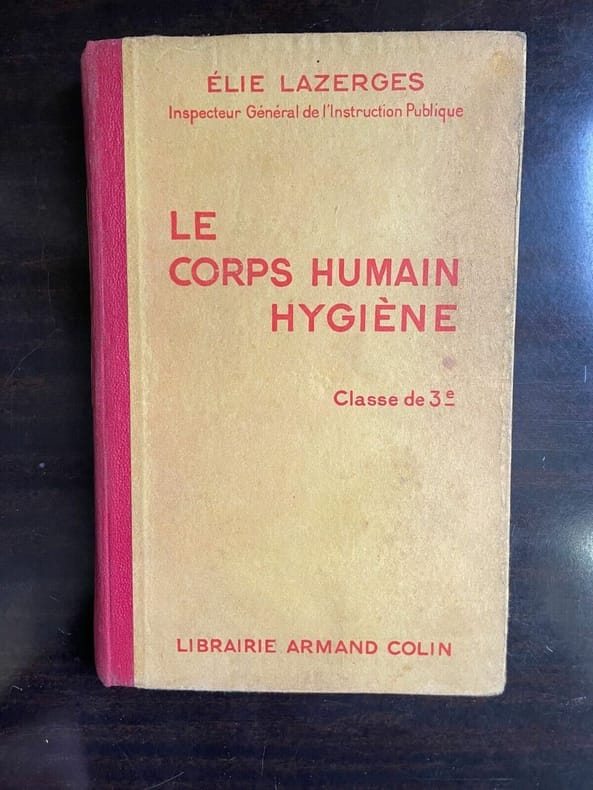 ÉLIE LAZERGES
Inspecteur Général de l'Instruction Publique
LE
CORPS HUMAIN
HYGIÈNE
Classe de 3e
LIBRAIRIE ARMAND COLIN